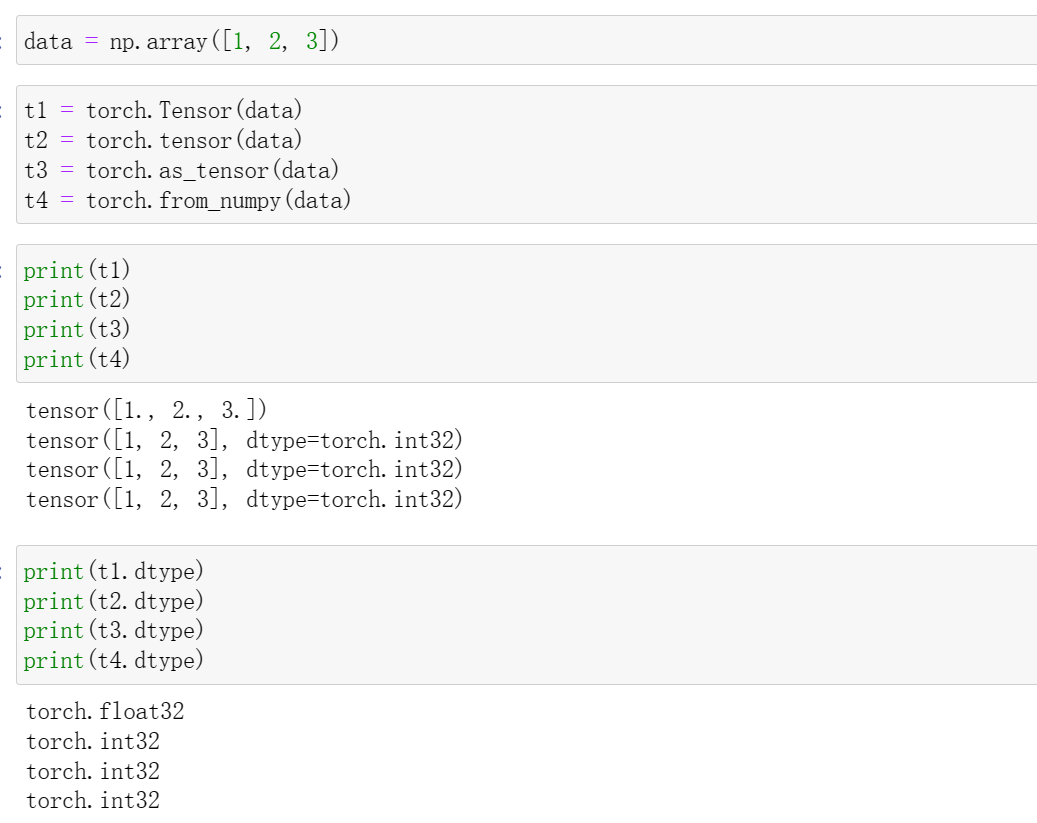 data = np.array([1, 2, 3])
t1 = torch.Tensor(data)
t2 = torch.tensor(data)
t3 = torch.as_tensor(data)
t4 = torch.from_numpy(data)
print(t1)
print(t2)
print(t3)
print(t4)
tensor([1., 2., 3.])
tensor([1, 2, 3], dtype=torch.int32)
tensor([1, 2, 3], dtype=torch.int32)
tensor([1, 2, 3], dtype=torch.int32)
print(t1.dtype)
print(t2.dtype)
print(t3.dtype)
print(t4.dtype)
torch.float32
torch.int32
torch.int32
torch.int32